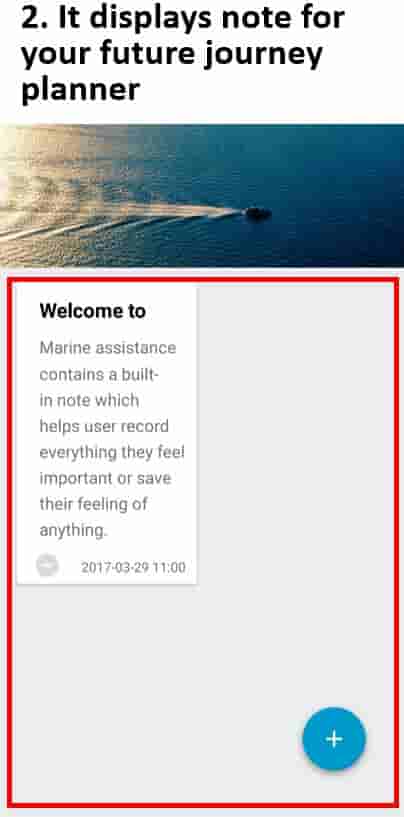 2. It displays note for
your future journey
planner
Welcome to
Marine assistance
contains a built-
in note which
helps user record
everything they feel
important or save
their feeling of
anything.
2017-03-29 11:00
+